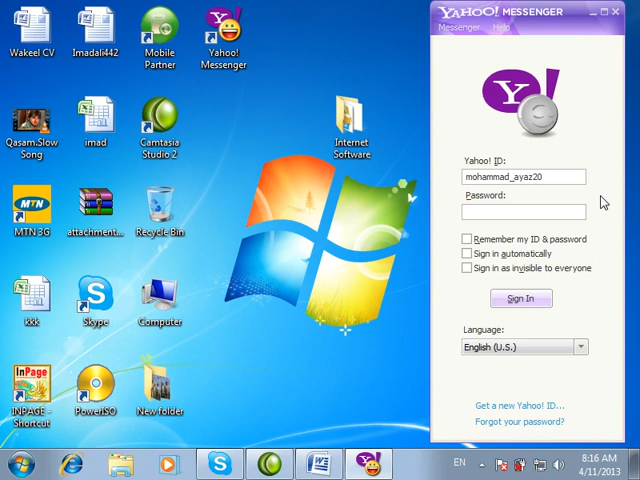 Wakeel CV
Imadali442
Mobile
Partner
Yahoo!
Messenger
Qasam.Slow
Song
imad
Camtasia
Studio 2
Internet
Software
MTN
MTN 3G
attachment...
Recycle Bin
kkk
Skype
Computer
InPage
INPAGE -
Shortcut
PowerISO
New folder
YAHOO! MESSENGER
Messenger Help
Y!
Yahoo! ID:
mohammad_ayaz20
Password:
Remember my ID & password
Sign in automatically
Sign in as invisible to everyone
Sign In
Language:
English (U.S.)
Get a new Yahoo! ID...
Forgot your password?
EN
8:16 AM
4/11/2013